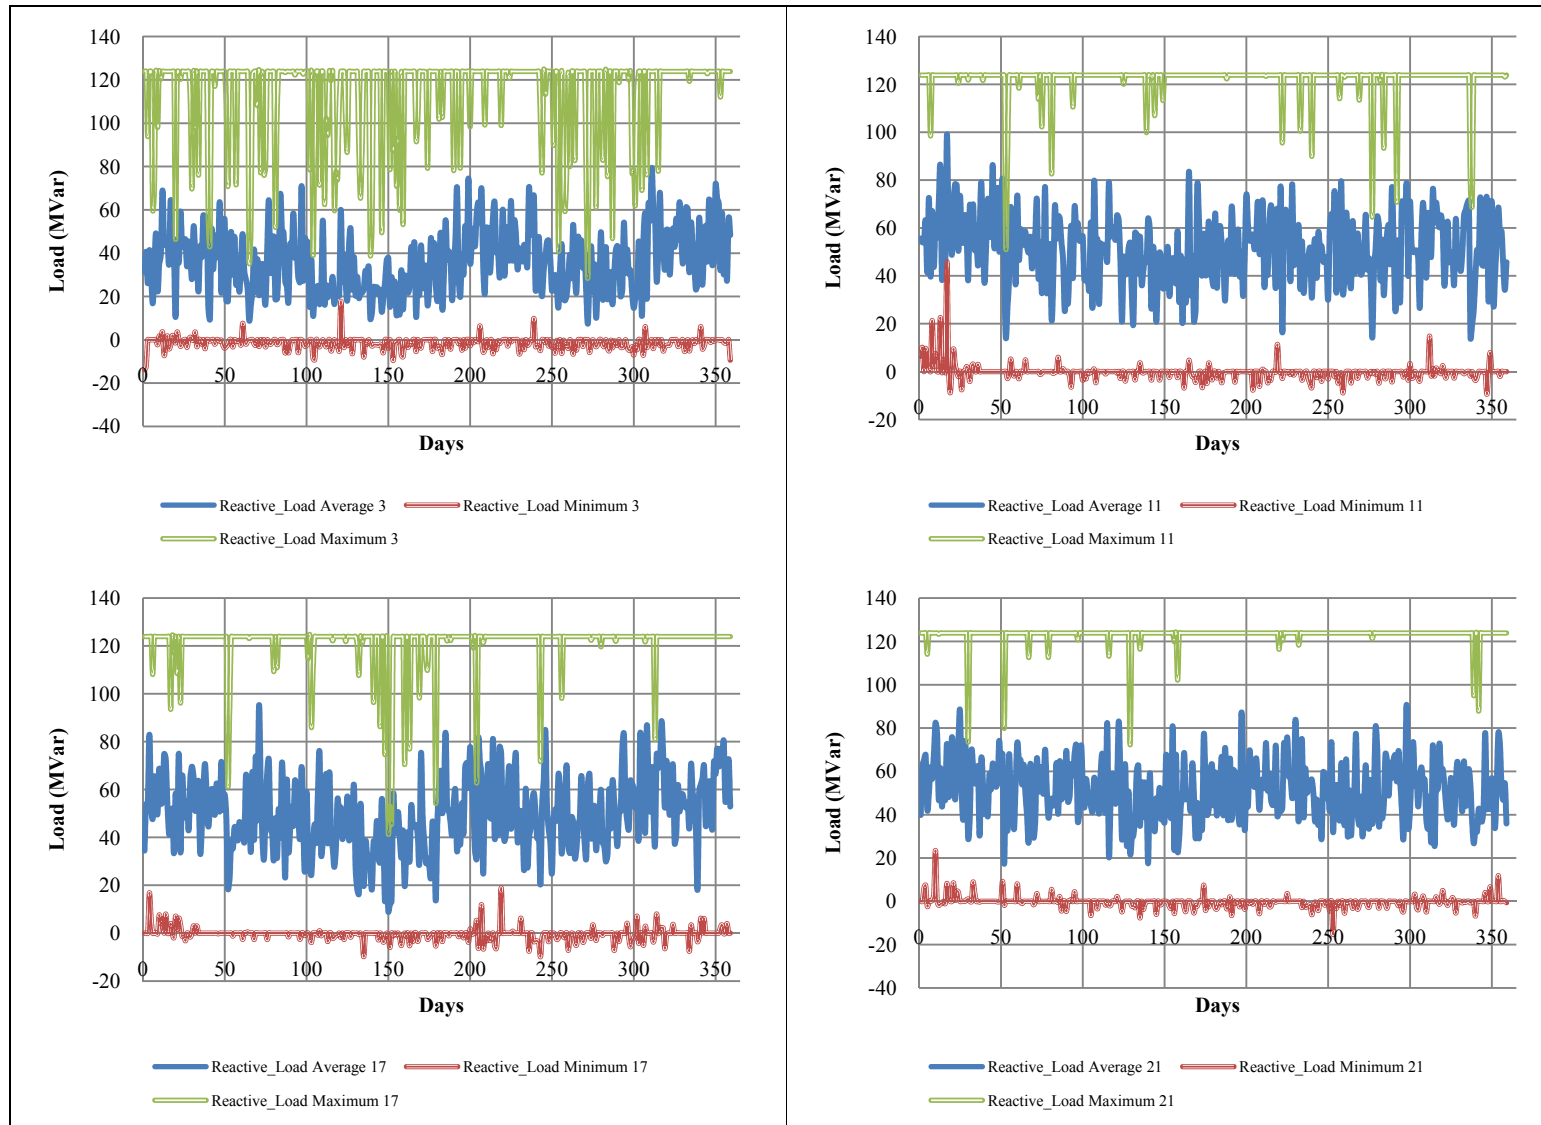 140
120
100
80
60
40
20
0
-20
-40
Load (MVar)
0 50 100 150 200 250 300 350
Days
Reactive_Load Average 3 Reactive_Load Minimum 3
Reactive_Load Maximum 3
140
120
100
80
60
40
20
0
-20
Load (MVar)
0 50 100 150 200 250 300 350
Days
Reactive_Load Average 11 Reactive_Load Minimum 11
Reactive_Load Maximum 11
140
120
100
80
60
40
20
0
-20
Load (MVar)
0 50 100 150 200 250 300 350
Days
Reactive_Load Average 17 Reactive_Load Minimum 17
Reactive_Load Maximum 17
140
120
100
80
60
40
20
0
-20
-40
Load (MVar)
0 50 100 150 200 250 300 350
Days
Reactive_Load Average 21 Reactive_Load Minimum 21
Reactive_Load Maximum 21